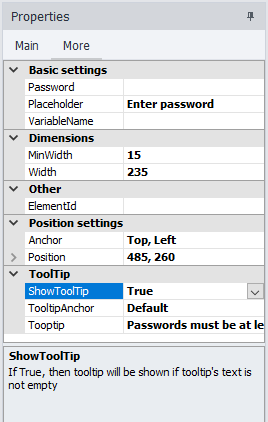 Properties
Main More
Basic settings
Password
Placeholder Enter password
VariableName
Dimensions
MinWidth 15
Width 235
Other
ElementId
Position settings
Anchor Top, Left
Position 485, 260
ToolTip
ShowToolTip True
TooltipAnchor Default
Tooptip Passwords must be at le
ShowToolTip
If True, then tooltip will be shown if tooltip's text is
not empty